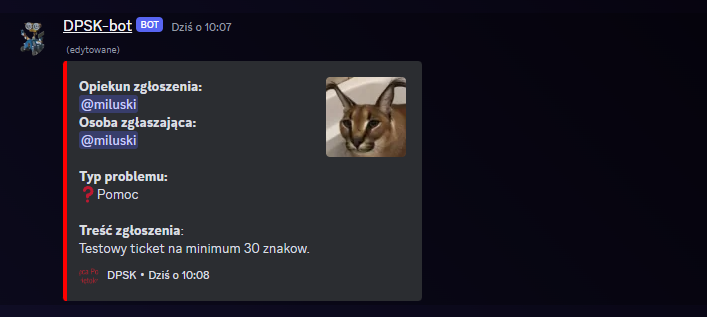 DPSK-bot BOT Dziś o 10:07
(edytowane)
Opiekun zgłoszenia:
@miluski
Osoba zgłaszająca:
@miluski
Typ problemu:
❓Pomoc
Treść zgłoszenia:
Testowy ticket na minimum 30 znakow.
DPSK • Dziś o 10:08